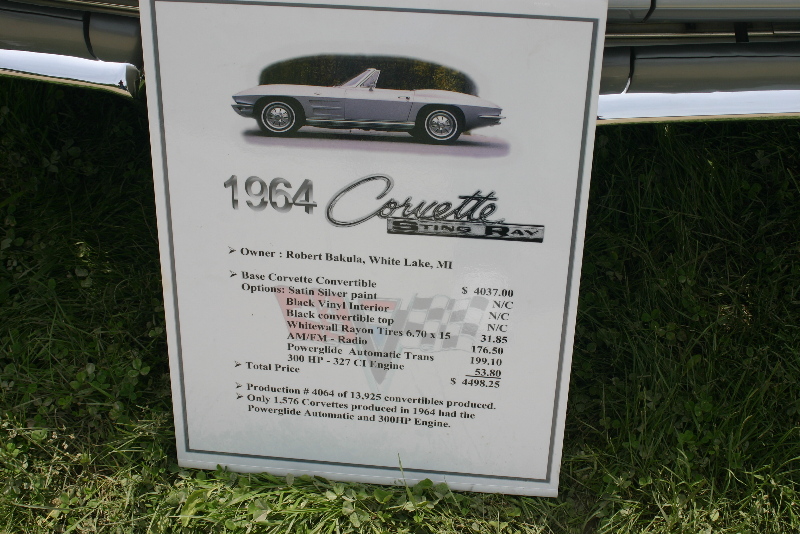 1964 Corvette
STING RAY
➢ Owner : Robert Bakula, White Lake, MI
➢ Base Corvette Convertible $ 4037.00
Options: Satin Silver paint N/C
Black Vinyl Interior N/C
Black convertible top N/C
Whitewall Rayon Tires 6.70 x 15 31.85
AM/FM - Radio 176.50
Powerglide Automatic Trans 199.10
300 HP - 327 CI Engine 53.80
➢ Total Price $ 4498.25
➢ Production # 4064 of 13,925 convertibles produced.
➢ Only 1,576 Corvettes produced in 1964 had the
Powerglide Automatic and 300HP Engine.